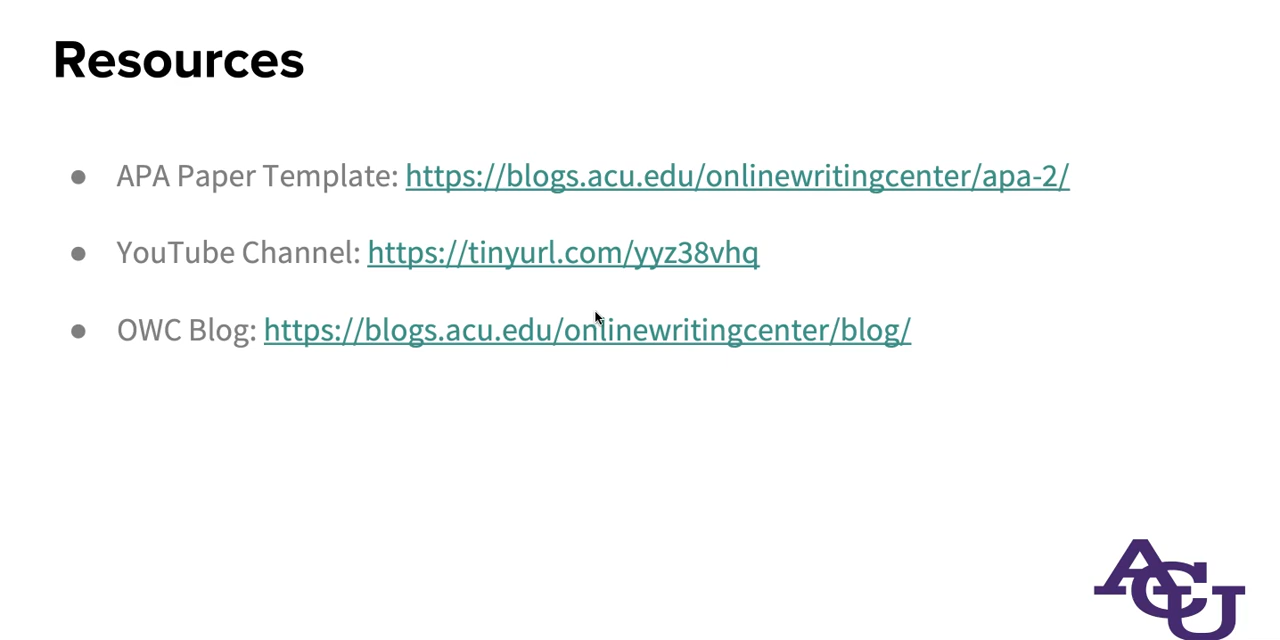 Resources
● APA Paper Template: https://blogs.acu.edu/onlinewritingcenter/apa-2/
● YouTube Channel: https://tinyurl.com/yyz38vhq
● OWC Blog: https://blogs.acu.edu/onlinewritingcenter/blog/
ACU